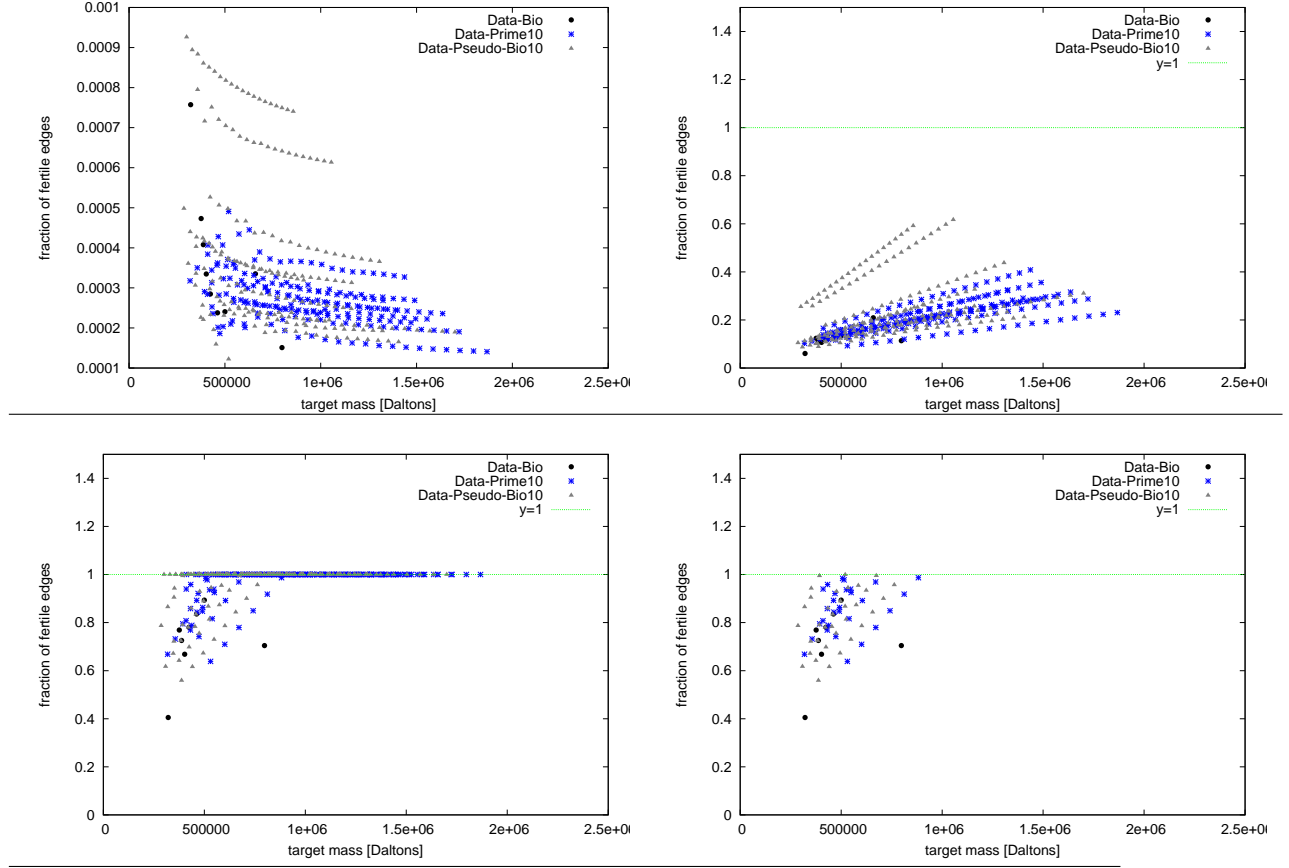 0.001
0.0009
0.0008
0.0007
0.0006
0.0005
0.0004
0.0003
0.0002
0.0001
0
500000
1e+06
1.5e+06
2e+06
2.5e+0
fraction of fertile edges
target mass [Daltons]
Data-Bio
Data-Prime10
Data-Pseudo-Bio10
1.4
1.2
1
0.8
0.6
0.4
0.2
0
0
500000
1e+06
1.5e+06
2e+06
2.5e+0
fraction of fertile edges
target mass [Daltons]
Data-Bio
Data-Prime10
Data-Pseudo-Bio10
y=1
1.4
1.2
1
0.8
0.6
0.4
0.2
0
0
500000
1e+06
1.5e+06
2e+06
2.5e+0
fraction of fertile edges
target mass [Daltons]
Data-Bio
Data-Prime10
Data-Pseudo-Bio10
y=1
1.4
1.2
1
0.8
0.6
0.4
0.2
0
0
500000
1e+06
1.5e+06
2e+06
2.5e+0
fraction of fertile edges
target mass [Daltons]
Data-Bio
Data-Prime10
Data-Pseudo-Bio10
y=1